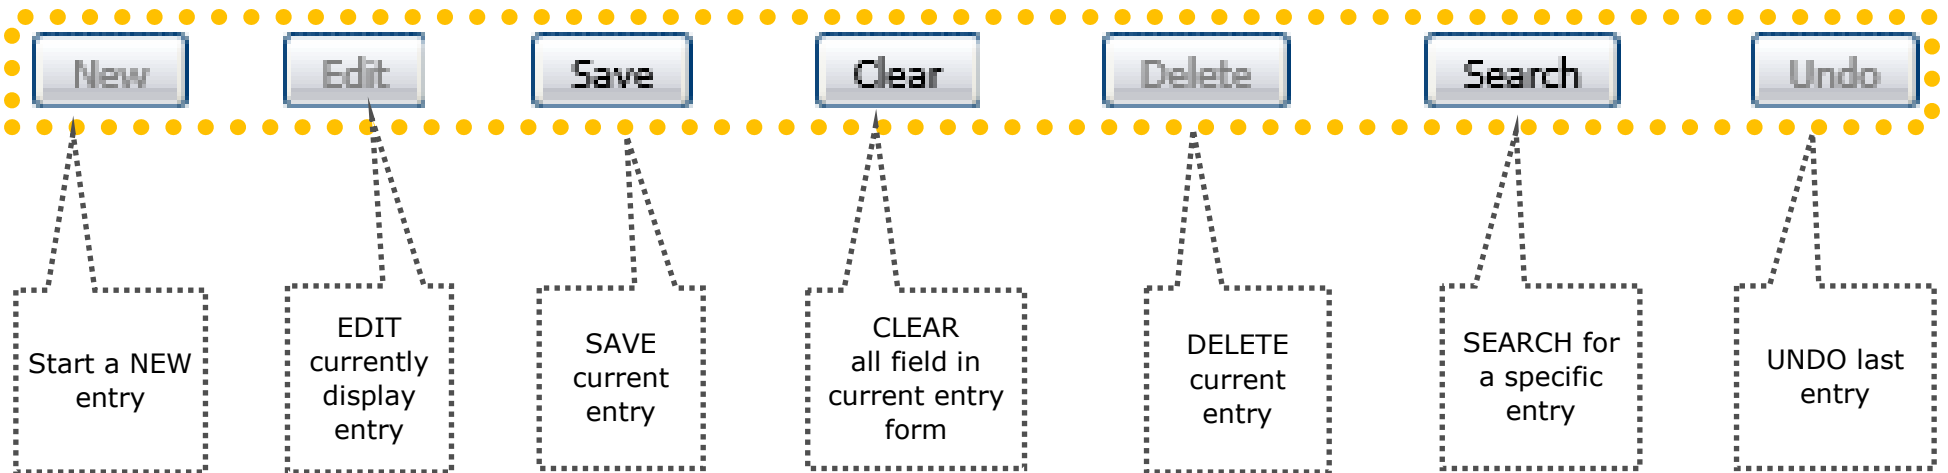 New
Edit
Save
Clear
Delete
Search
Undo
Start a NEW
entry
EDIT
currently
display
entry
SAVE
current
entry
CLEAR
all field in
current entry
form
DELETE
current
entry
SEARCH for
a specific
entry
UNDO last
entry